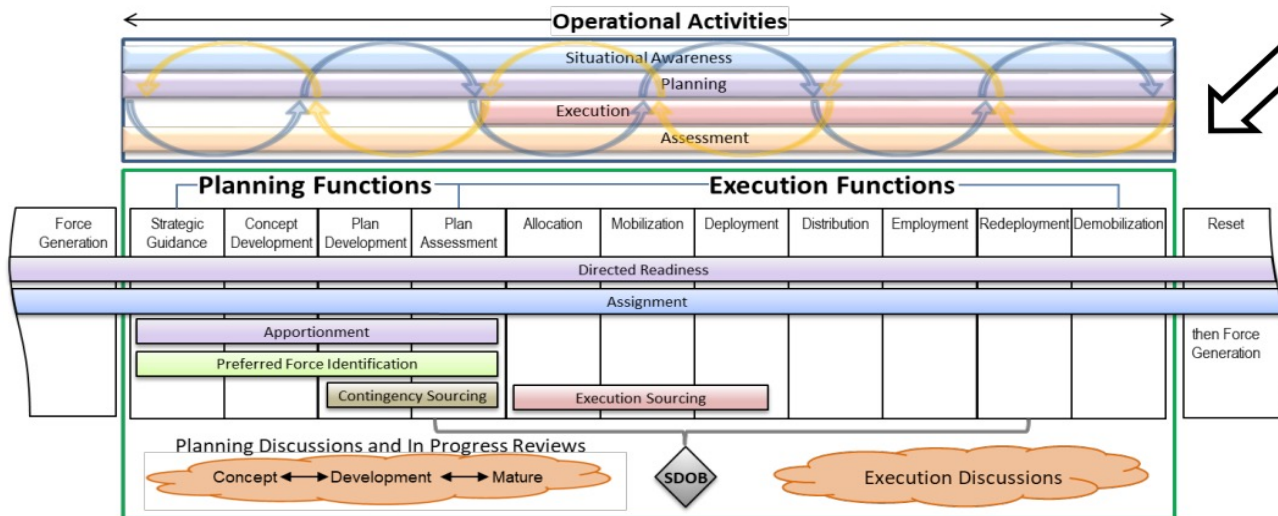 Operational Activities
Situational Awareness
Planning
Execution
Assessment
Planning Functions
Execution Functions
Force
Generation
Strategic
Guidance
Concept
Development
Plan
Development
Plan
Assessment
Allocation
Mobilization
Deployment
Distribution
Employment
Redeployment
Demobilization
Reset
Directed Readiness
Assignment
Apportionment
then Force
Generation
Preferred Force Identification
Contingency Sourcing
Execution Sourcing
Planning Discussions and In Progress Reviews
Concept Development Mature
SDOB
Execution Discussions